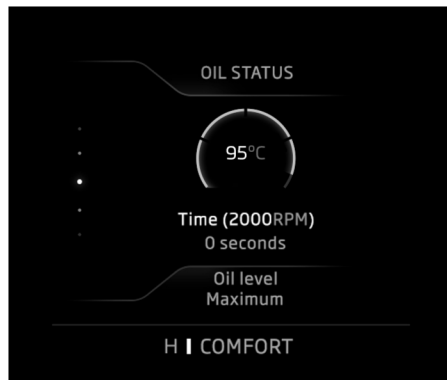 OIL STATUS
95°C
Time (2000RPM)
0 seconds
Oil level
Maximum
H COMFORT